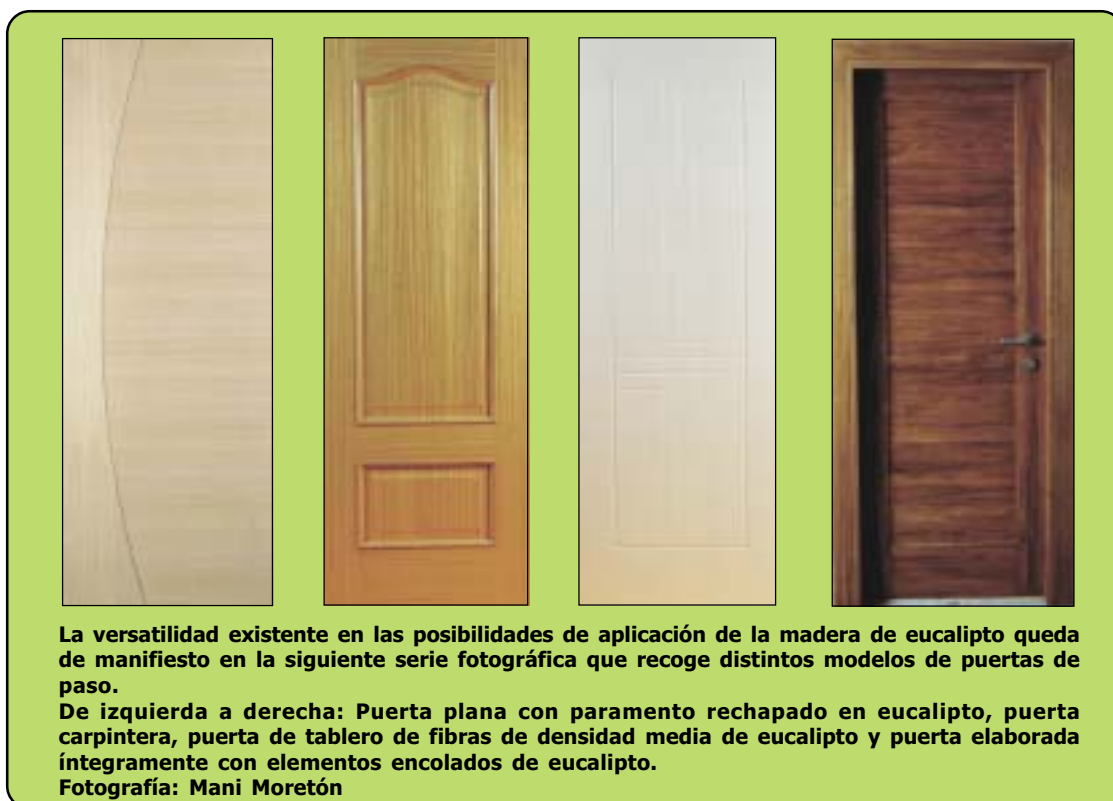 La versatilidad existente en las posibilidades de aplicación de la madera de eucalipto queda
de manifiesto en la siguiente serie fotográfica que recoge distintos modelos de puertas de
paso.
De izquierda a derecha: Puerta plana con paramento rechapado en eucalipto, puerta
carpintera, puerta de tablero de fibras de densidad media de eucalipto y puerta elaborada
íntegramente con elementos encolados de eucalipto.
Fotografía: Mani Moretón